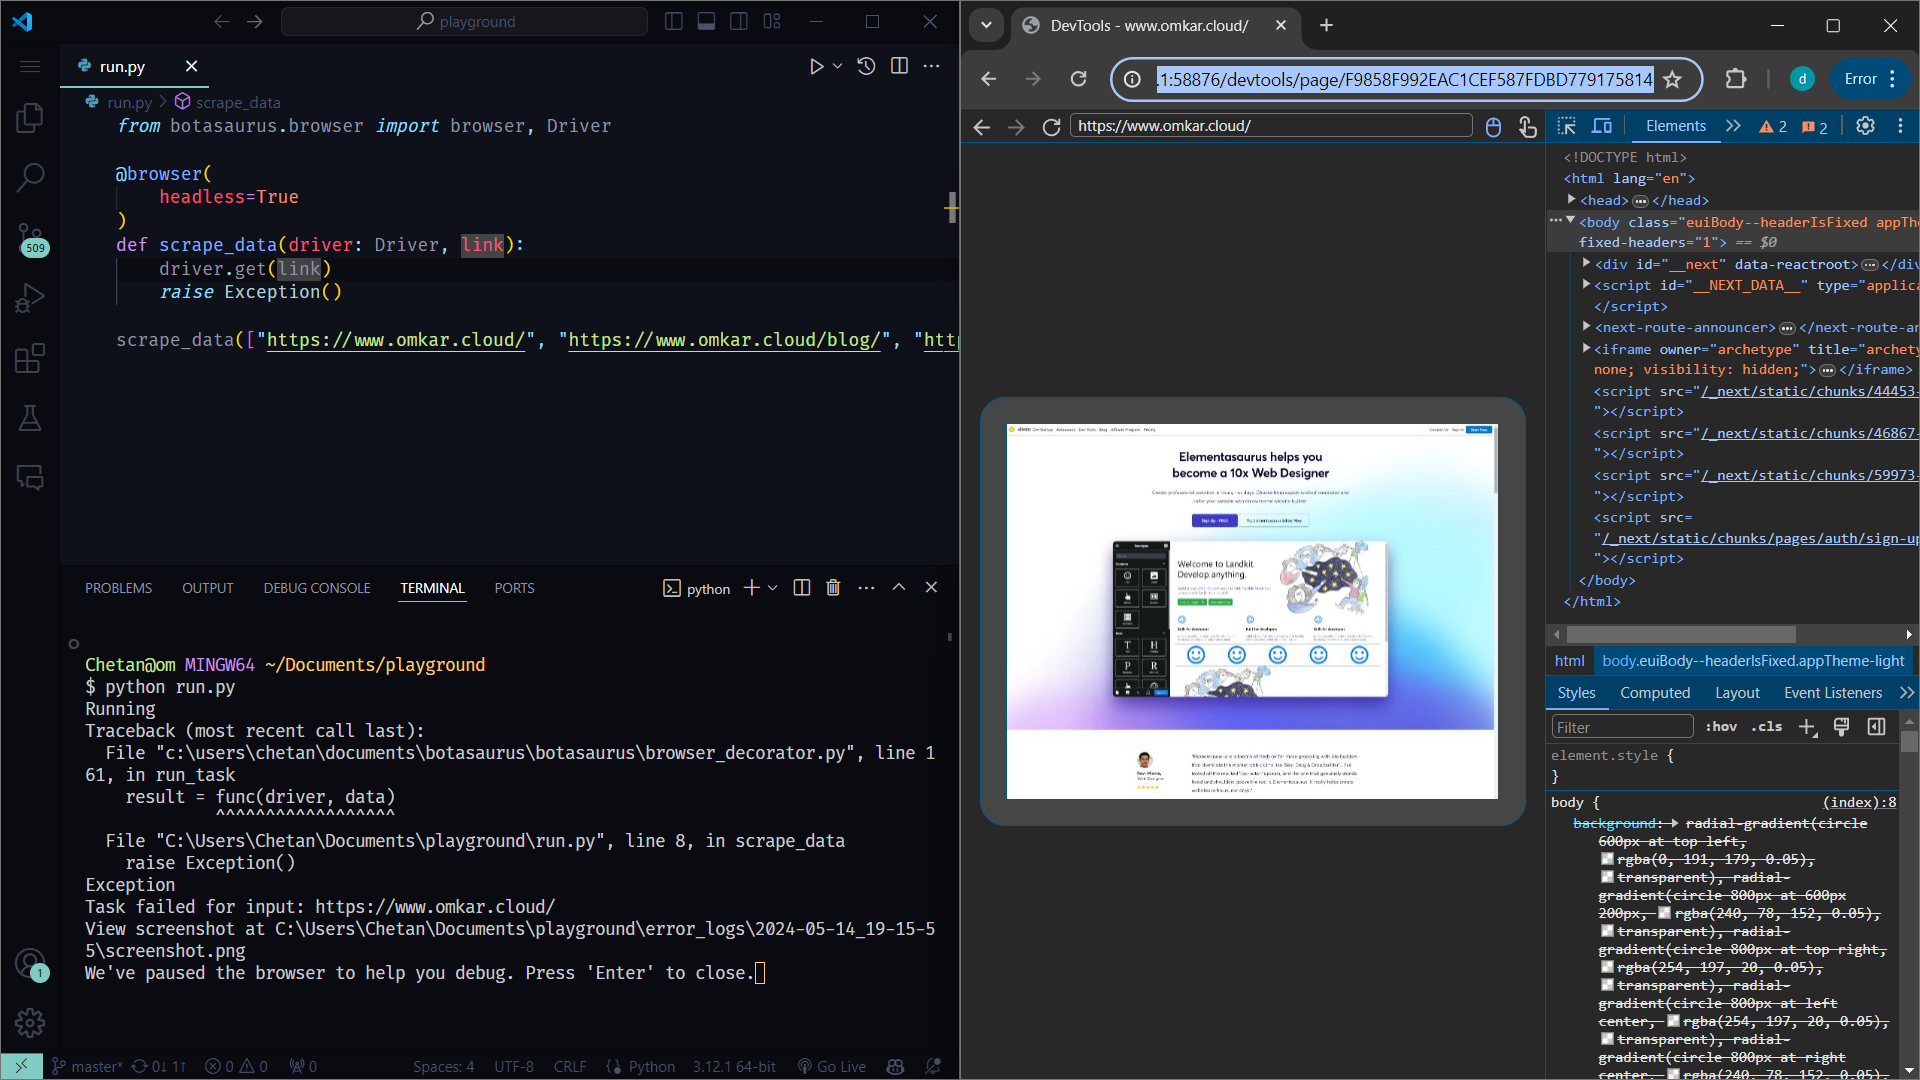 playground
run.py
run.py > scrape_data
from botasaurus.browser import browser, Driver
@browser(
headless=True
)
def scrape_data(driver: Driver, link):
driver.get(link)
raise Exception()
scrape_data(["https://www.omkar.cloud/", "https://www.omkar.cloud/blog/", "http
509
1
PROBLEMS OUTPUT DEBUG CONSOLE TERMINAL PORTS
python
Chetan@om MINGW64 ~/Documents/playground
$ python run.py
Running
Traceback (most recent call last):
File "c:\users\chetan\documents\botasaurus\botasaurus\browser_decorator.py", line 1
61, in run_task
result = func(driver, data)
^^^^^^^^^^^^^^^^^^
File "C:\Users\Chetan\Documents\playground\run.py", line 8, in scrape_data
raise Exception()
Exception
Task failed for input: https://www.omkar.cloud/
View screenshot at C:\Users\Chetan\Documents\playground\error_logs\2024-05-14_19-15-5
5\screenshot.png
We've paused the browser to help you debug. Press 'Enter' to close.
master* 0↓ 1↑ 0 0 0 Spaces: 4 UTF-8 CRLF Python 3.12.1 64-bit Go Live
DevTools - www.omkar.cloud/
.1:58876/devtools/page/F9858F992EAC1CEF587FDBD779175814
d
Error
https://www.omkar.cloud/
Elements
2
2
Elementasaurus helps you
become a 10x Web Designer
Welcome to Landkit.
Develop anything.
<!DOCTYPE html>
<html lang="en">
<head> </head>
<body class="euiBody--headerIsFixed appThe
fixed-headers="1"> == $0
<div id="__next" data-reactroot> </div
<script id="__NEXT_DATA__" type="applica
</script>
<next-route-announcer> </next-route-an
<iframe owner="archetype" title="archety
none; visibility: hidden;"> </iframe>
<script src="/_next/static/chunks/44453-
"></script>
<script src="/_next/static/chunks/46867-
"></script>
<script src="/_next/static/chunks/59973-
"></script>
<script src=
"/_next/static/chunks/pages/auth/sign-up
"></script>
</body>
</html>
html body.euiBody--headerIsFixed.appTheme-light
Styles Computed Layout Event Listeners
Filter :hov .cls
element.style {
}
body { (index):8
background: radial-gradient(circle
600px at top left,
rgba(0, 191, 179, 0.05),
transparent), radial-
gradient(circle 800px at 600px
200px, rgba(240, 78, 152, 0.05),
transparent), radial-
gradient(circle 800px at top right,
rgba(254, 197, 20, 0.05),
transparent), radial-
gradient(circle 800px at left
center, rgba(254, 197, 20, 0.05),
transparent), radial-
gradient(circle 800px at right
center, rgba(240, 78, 152, 0.05),